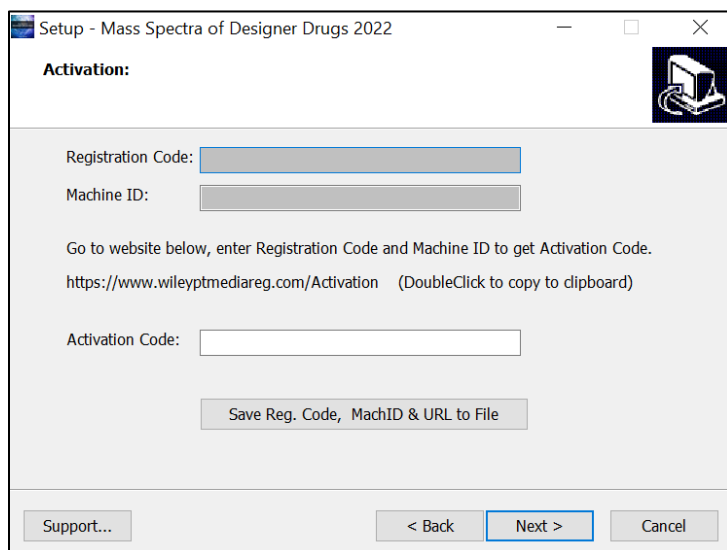 Setup - Mass Spectra of Designer Drugs 2022
Activation:
Registration Code:
Machine ID:
Go to website below, enter Registration Code and Machine ID to get Activation Code.
https://www.wileyptmediareg.com/Activation (DoubleClick to copy to clipboard)
Activation Code:
Save Reg. Code, MachID & URL to File
Support... < Back Next > Cancel